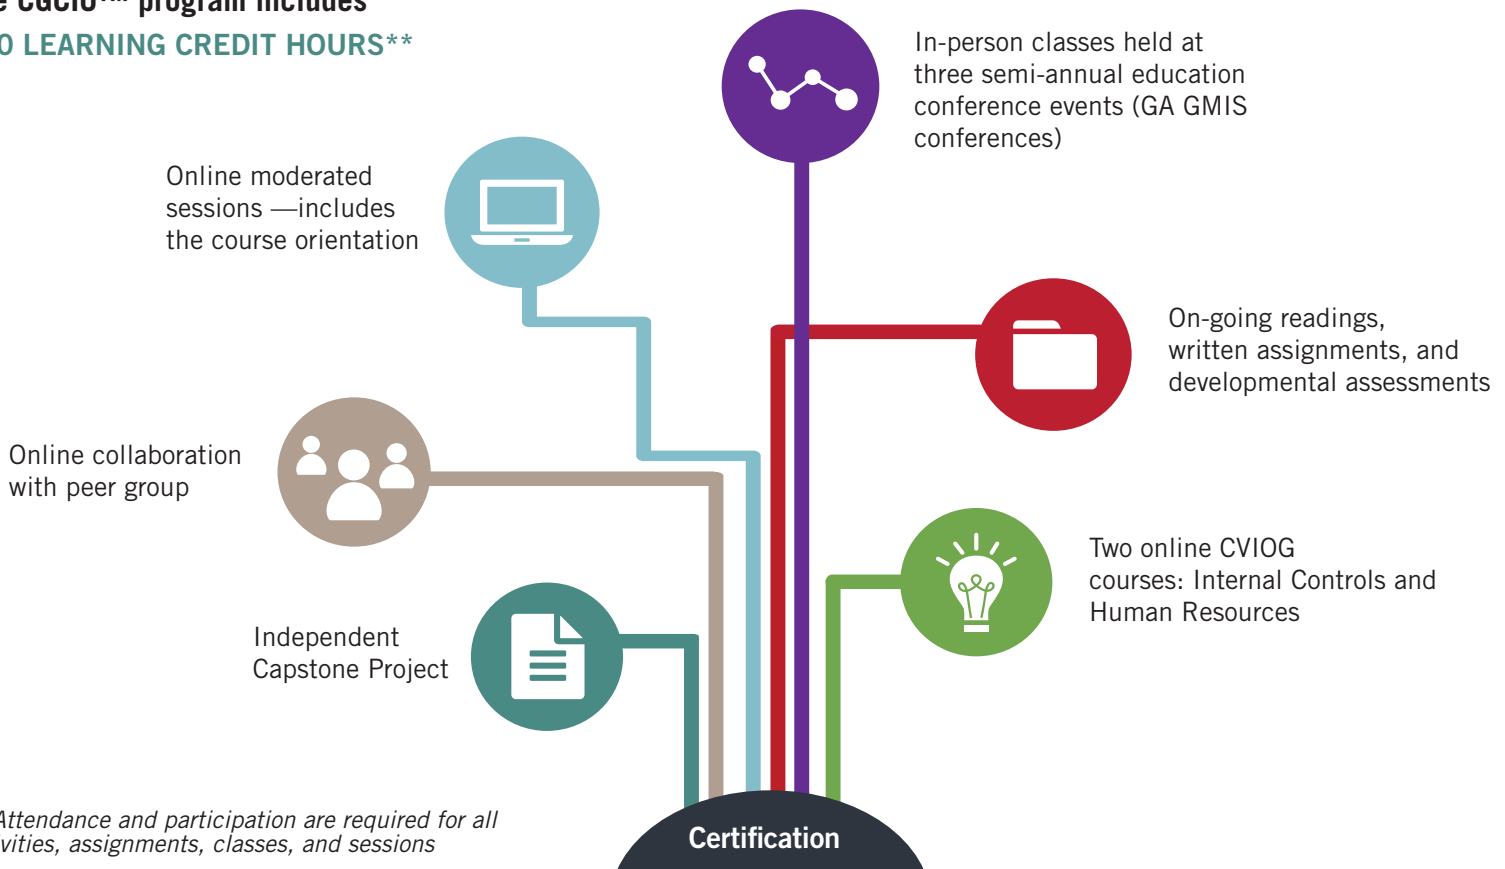 CGCIO™ program includes
LEARNING CREDIT HOURS**
In-person classes held at
three semi-annual education
conference events (GA GMIS
conferences)
Online moderated
sessions —includes
the course orientation
On-going readings,
written assignments, and
developmental assessments
Online collaboration
with peer group
Two online CVIOG
courses: Internal Controls and
Human Resources
Independent
Capstone Project
Attendance and participation are required for all
assignments, classes, and sessions
Certification